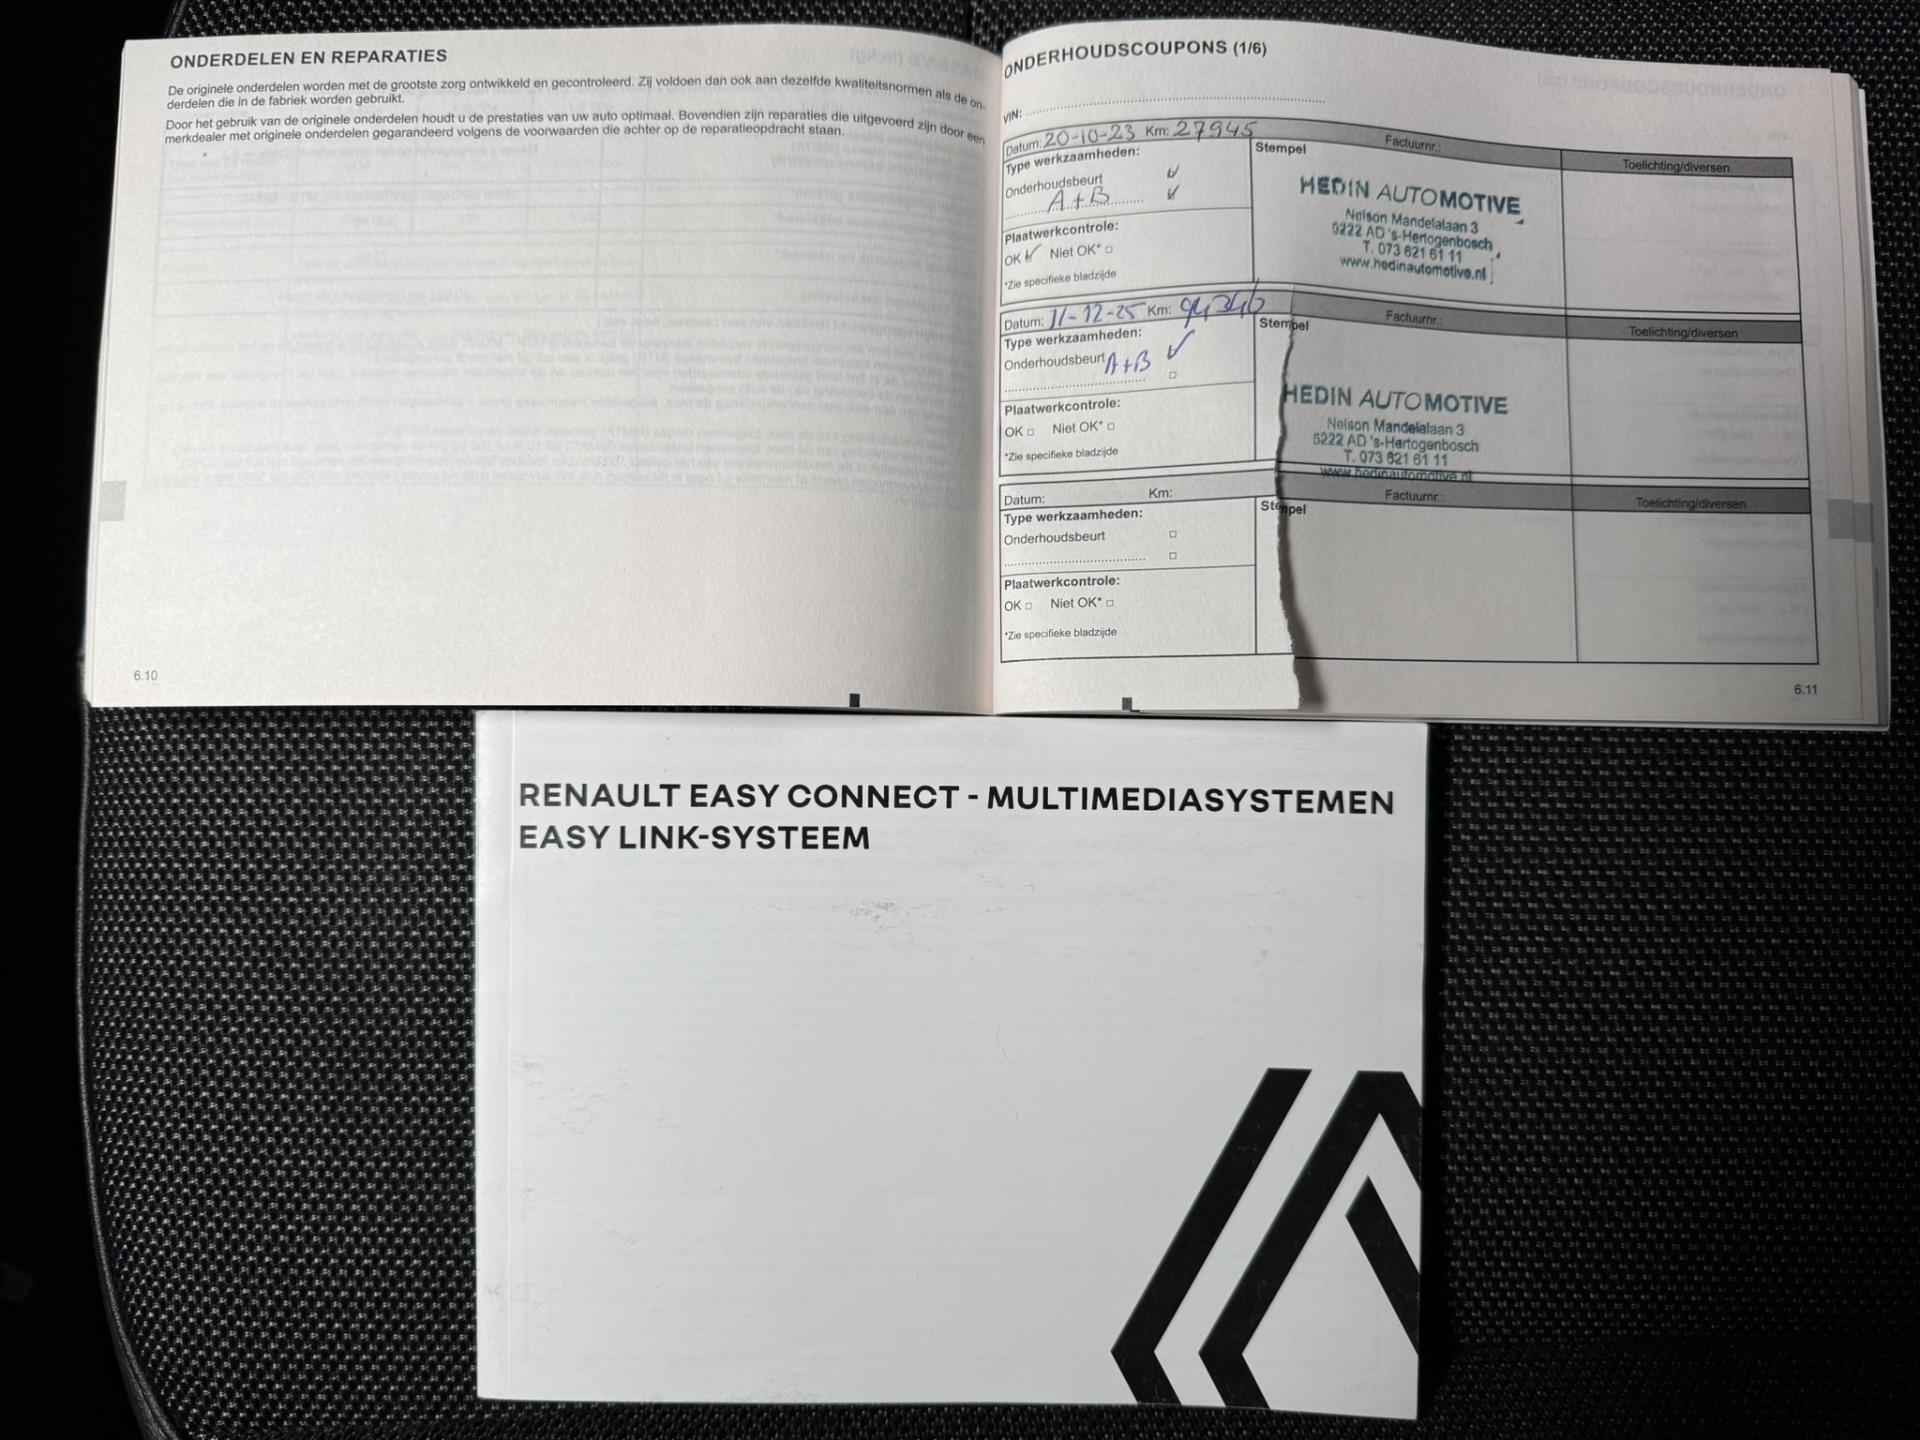 ONDERDELEN EN REPARATIES
De originele onderdelen worden met de grootste zorg ontwikkeld en gecontroleerd. Zij voldoen dan ook aan dezelfde kwaliteitsnormen als de on-
derdelen die in de fabriek worden gebruikt.
Door het gebruik van de originele onderdelen houdt u de prestaties van uw auto optimaal. Bovendien zijn reparaties die uitgevoerd zijn door een
merkdealer met originele onderdelen gegarandeerd volgens de voorwaarden die achter op de reparatieopdracht staan.
6.10
ONDERHOUDSCOUPONS (1/6)
VIN:
Datum: 20-10-23 Km: 27945 Factuurnr.:
Type werkzaamheden: Stempel Toelichting/diversen
Onderhoudsbeurt
A+B
Plaatwerkcontrole:
OK Niet OK*
*Zie specifieke bladzijde
HEDIN AUTOMOTIVE
Nelson Mandelalaan 3
5222 AD 's-Hertogenbosch
T. 073 621 61 11
www.hedinautomotive.nl
Datum: 11-12-25 Km: 94346 Factuurnr.:
Type werkzaamheden: Stempel Toelichting/diversen
Onderhoudsbeurt A+B
Plaatwerkcontrole:
OK Niet OK*
*Zie specifieke bladzijde
HEDIN AUTOMOTIVE
Nelson Mandelalaan 3
5222 AD 's-Hertogenbosch
T. 073 621 61 11
www.hedinautomotive.nl
Datum: Km: Factuurnr.:
Type werkzaamheden: Stempel Toelichting/diversen
Onderhoudsbeurt
Plaatwerkcontrole:
OK Niet OK*
*Zie specifieke bladzijde
6.11
RENAULT EASY CONNECT - MULTIMEDIASYSTEMEN
EASY LINK-SYSTEEM